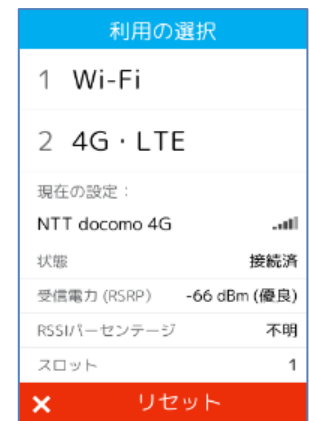 利用の選択
1 Wi-Fi
2 4G・LTE
現在の設定：
NTT docomo 4G
状態 接続済
受信電力 (RSRP) -66 dBm (優良)
RSSIパーセンテージ 不明
スロット 1
× リセット